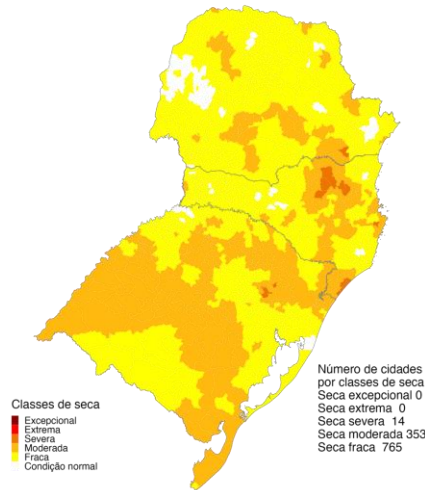 Classes de seca
Excepcional
Extrema
Severa
Moderada
Fraca
Condição normal
Número de cidades
por classes de seca
Seca excepcional 0
Seca extrema 0
Seca severa 14
Seca moderada 353
Seca fraca 765